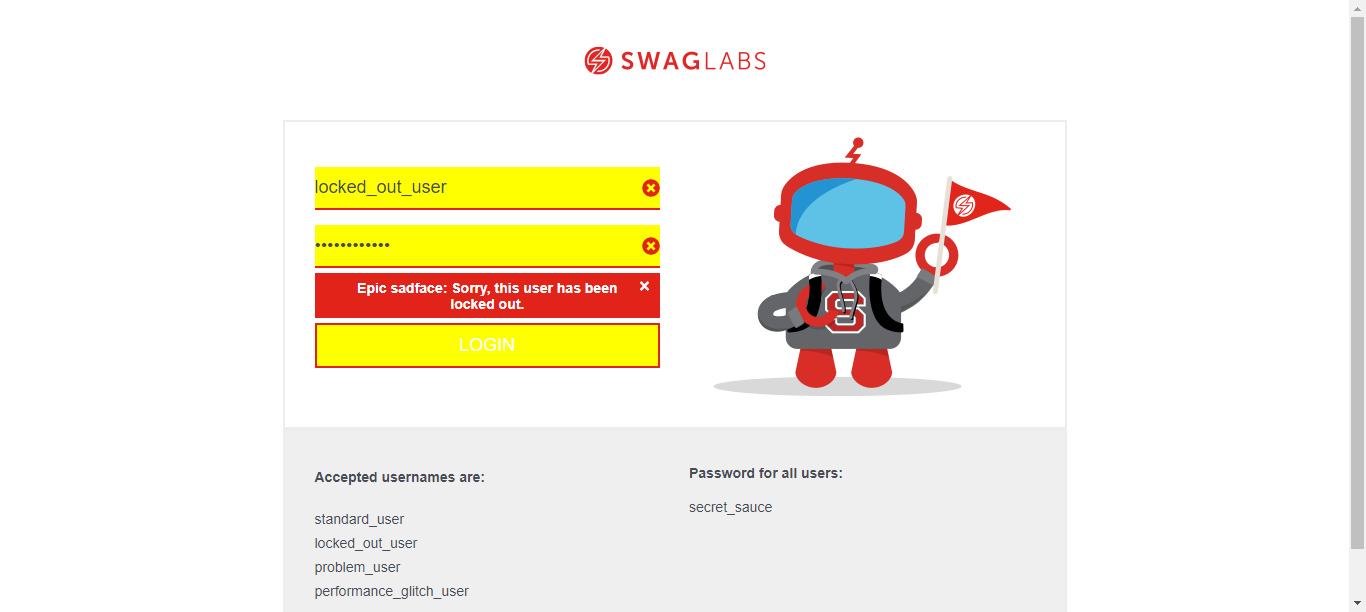 SWAGLABS
locked_out_user
••••••••••••
Epic sadface: Sorry, this user has been
locked out.
LOGIN
S
Accepted usernames are:
standard_user
locked_out_user
problem_user
performance_glitch_user
Password for all users:
secret_sauce